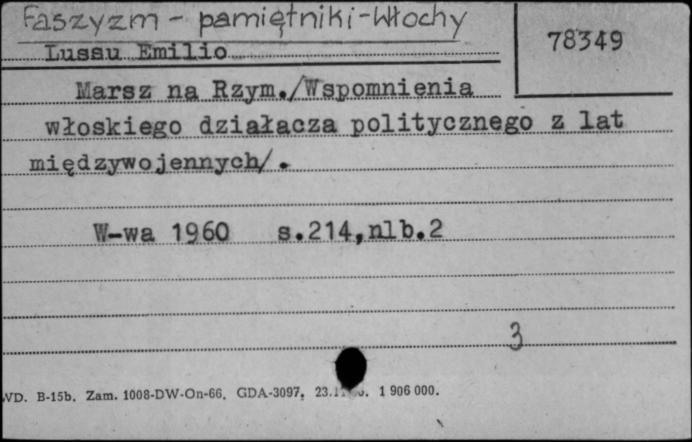 Faszyzm - pamiętniki - Włochy
78349
Lussu Emilio
Marsz na Rzym./Wspomnienia
włoskiego działacza politycznego z lat
międzywojennych/.
W-wa 1960 s.214,nlb.2
3
WD. B-15b. Zam. 1008-DW-On-66. GDA-3097, 1 906 000.